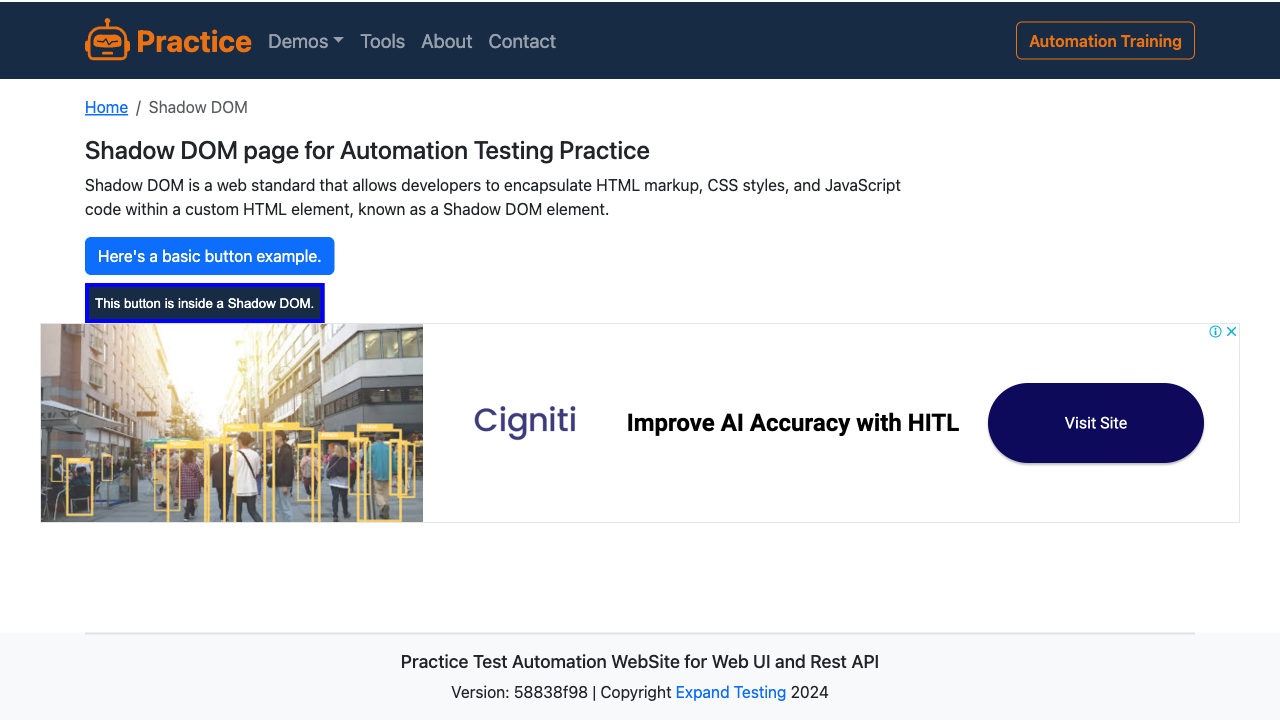 Practice
Demos
Tools
About
Contact
Automation Training
Home / Shadow DOM
Shadow DOM page for Automation Testing Practice
Shadow DOM is a web standard that allows developers to encapsulate HTML markup, CSS styles, and JavaScript
code within a custom HTML element, known as a Shadow DOM element.
Here's a basic button example.
This button is inside a Shadow DOM.
Cigniti
Improve AI Accuracy with HITL
Visit Site
Practice Test Automation WebSite for Web UI and Rest API
Version: 58838f98 | Copyright Expand Testing 2024